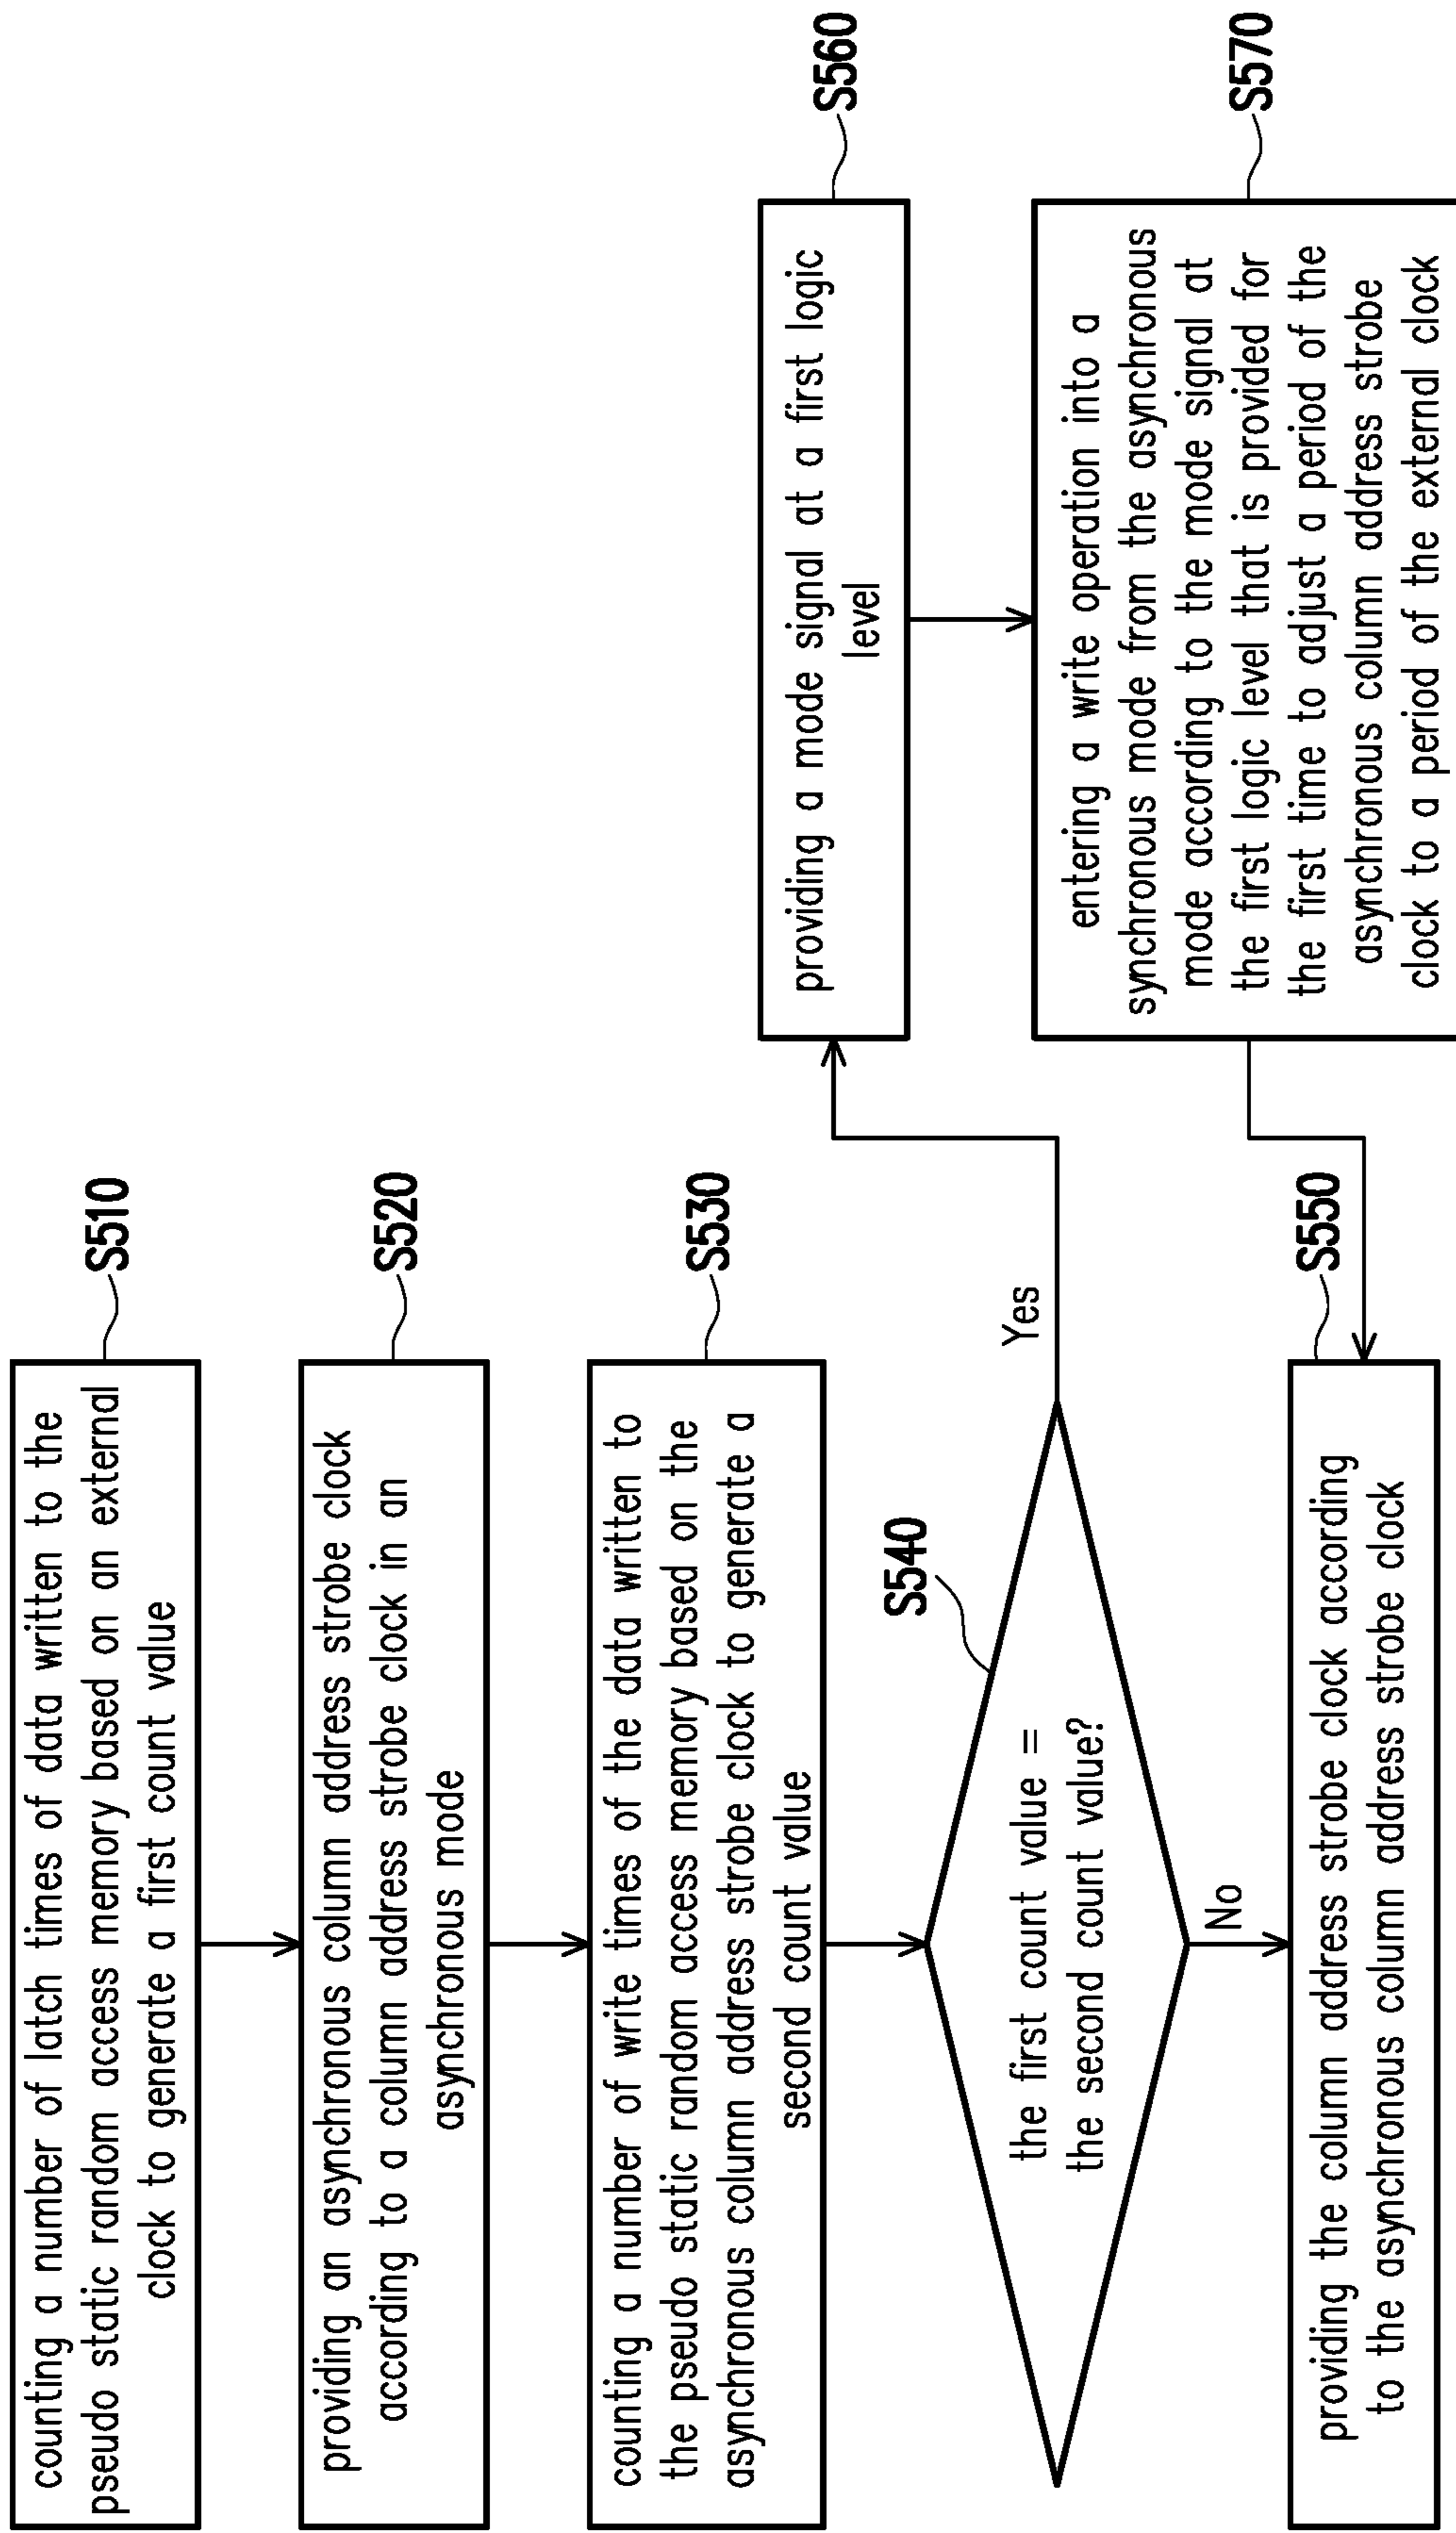 counting a number of latch times of data written to the
pseudo static random access memory based on an external
clock to generate a first count value
S510
providing an asynchronous column address strobe clock
according to a column address strobe clock in an
asynchronous mode
S520
counting a number of write times of the data written to
the pseudo static random access memory based on the
asynchronous column address strobe clock to generate a
second count value
S530
S540
the first count value =
the second count value?
Yes
No
providing the column address strobe clock according
to the asynchronous column address strobe clock
S550
providing a mode signal at a first logic
level
S560
entering a write operation into a
synchronous mode from the asynchronous
mode according to the mode signal at
the first logic level that is provided for
the first time to adjust a period of the
asynchronous column address strobe
clock to a period of the external clock
S570